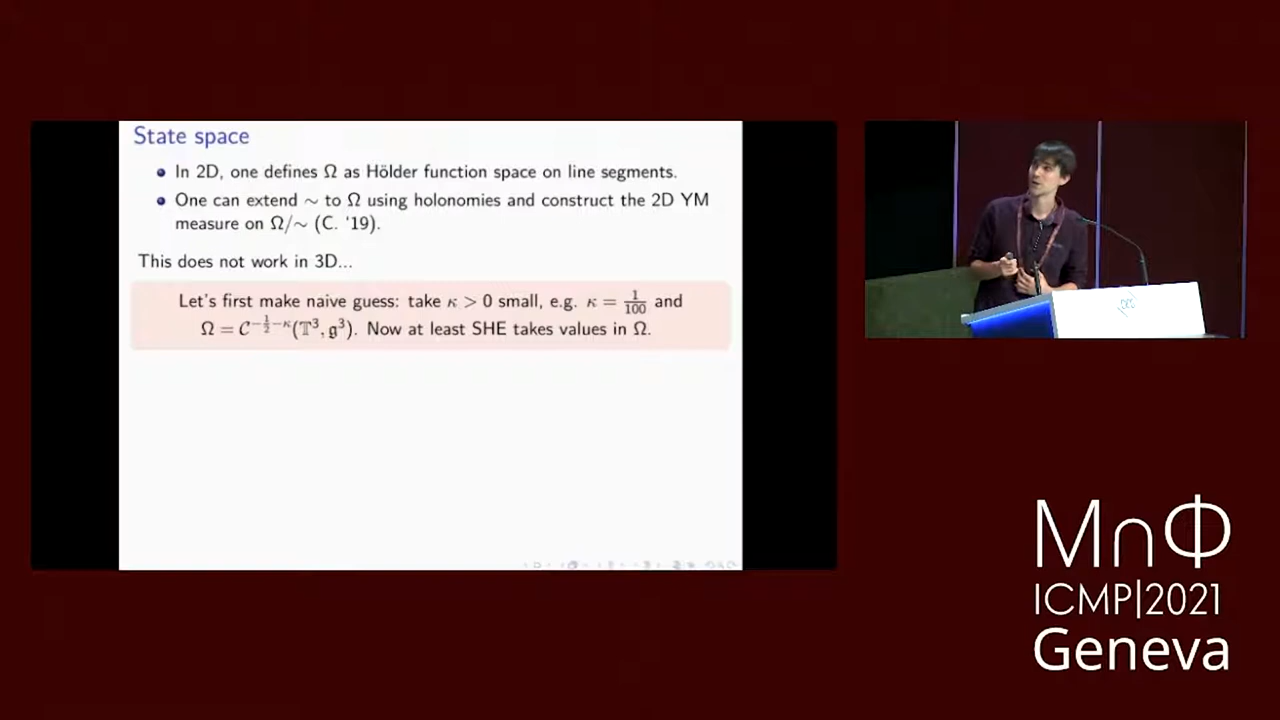 State space
In 2D, one defines Ω as Hölder function space on line segments.
One can extend ∼ to Ω using holonomies and construct the 2D YM
measure on Ω/∼ (C. '19).
This does not work in 3D...
Let's first make naive guess: take κ > 0 small, e.g. κ = 1/100 and
Ω = 𝒞^{-1/2-κ}(𝕋³, 𝔤³). Now at least SHE takes values in Ω.
M∩Φ
ICMP|2021
Geneva